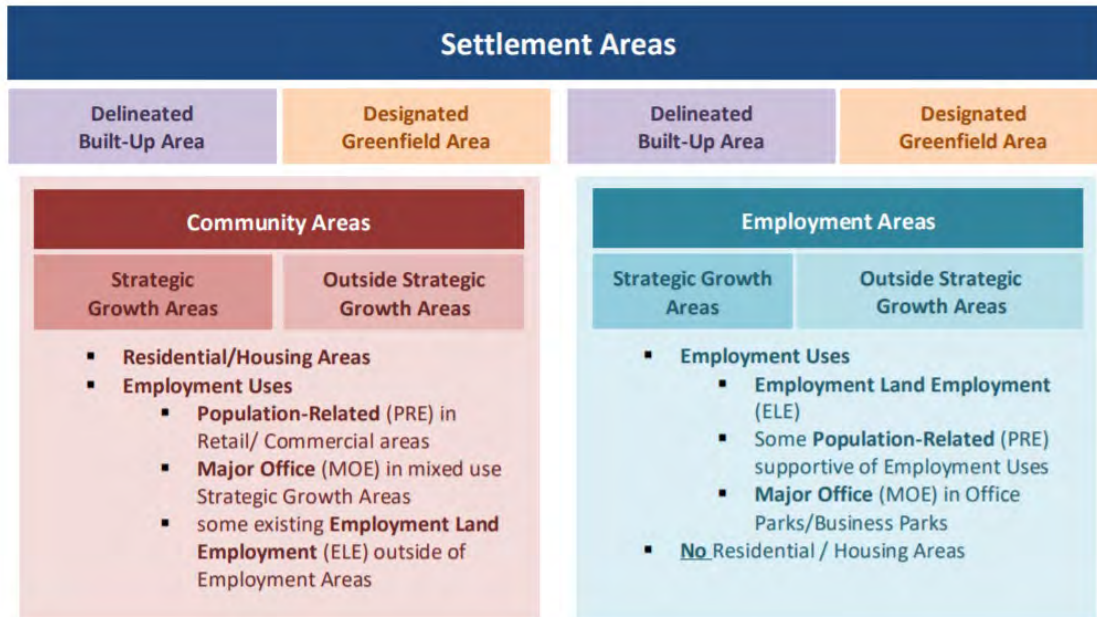 Settlement Areas
Delineated
Built-Up Area
Designated
Greenfield Area
Delineated
Built-Up Area
Designated
Greenfield Area
Community Areas
Strategic
Growth Areas
Outside Strategic
Growth Areas
▪ Residential/Housing Areas
▪ Employment Uses
▪ Population-Related (PRE) in
Retail/ Commercial areas
▪ Major Office (MOE) in mixed use
Strategic Growth Areas
▪ some existing Employment Land
Employment (ELE) outside of
Employment Areas
Employment Areas
Strategic Growth
Areas
Outside Strategic
Growth Areas
▪ Employment Uses
▪ Employment Land Employment
(ELE)
▪ Some Population-Related (PRE)
supportive of Employment Uses
▪ Major Office (MOE) in Office
Parks/Business Parks
▪ No Residential / Housing Areas